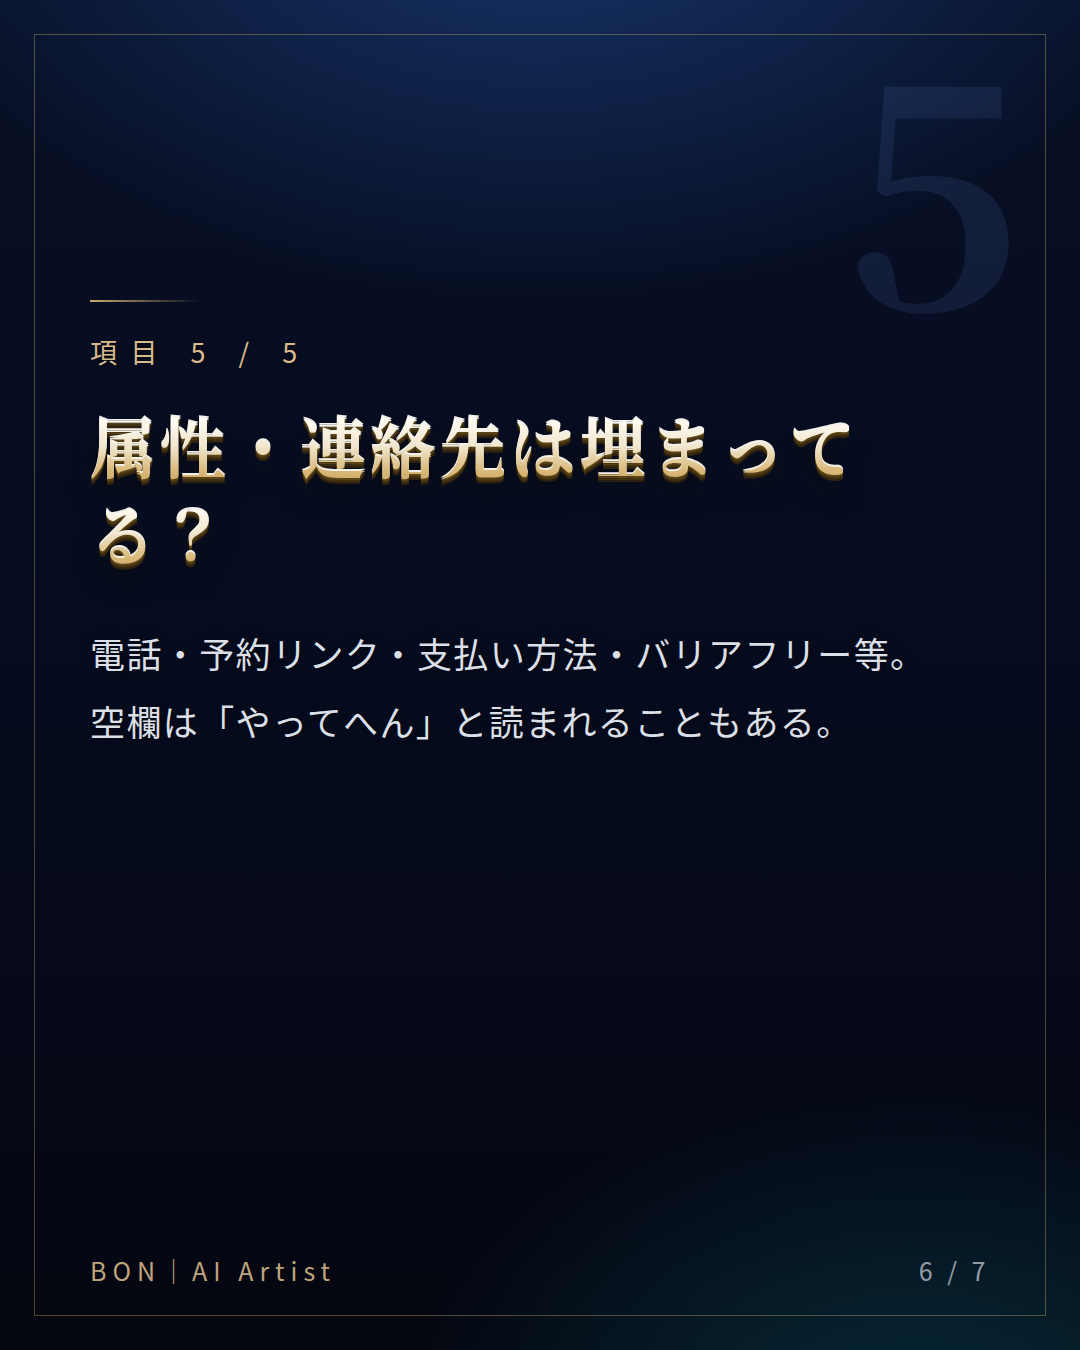 5
項目 5 / 5
属性・連絡先は埋まって
る？
電話・予約リンク・支払い方法・バリアフリー等。
空欄は「やってへん」と読まれることもある。
BON｜AI Artist
6 / 7